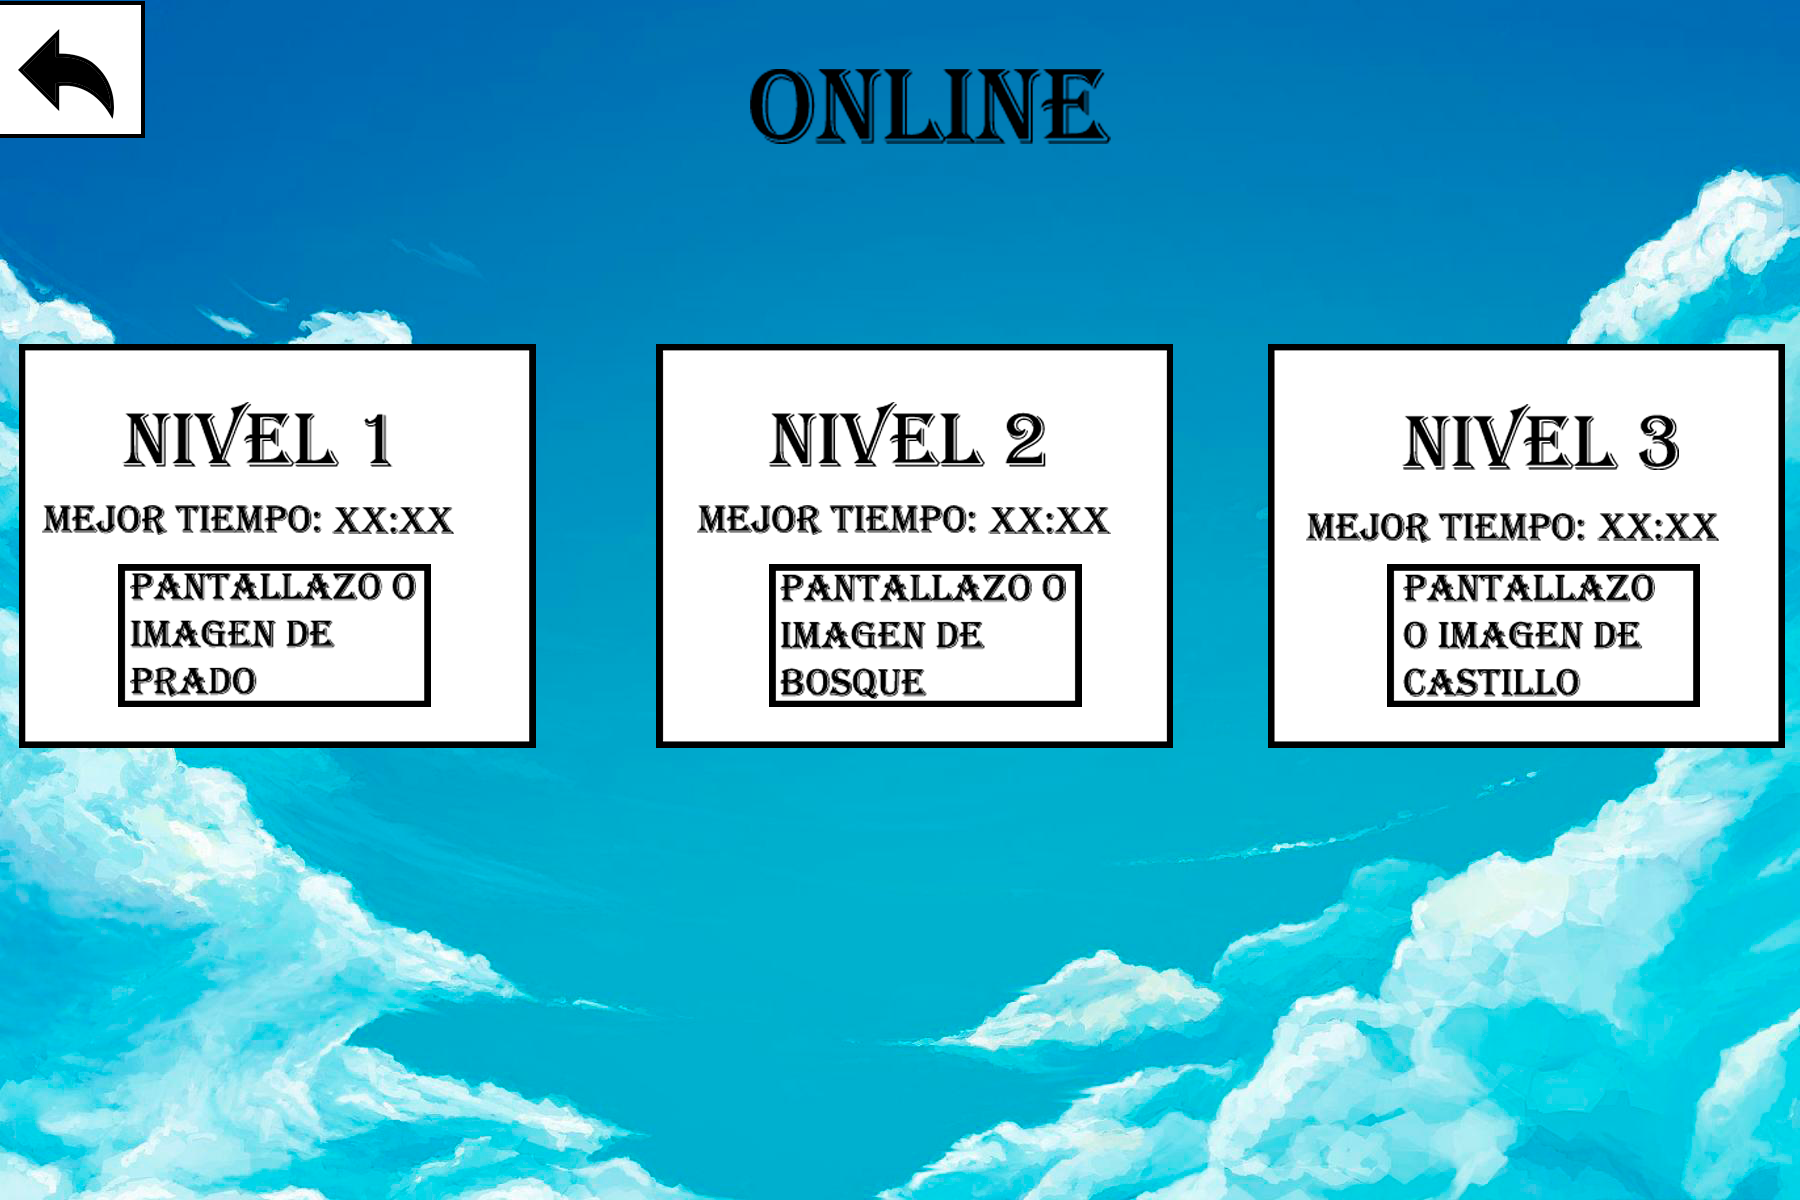 ONLINE
NIVEL 1
MEJOR TIEMPO: XX:XX
PANTALLAZO O
IMAGEN DE
PRADO
NIVEL 2
MEJOR TIEMPO: XX:XX
PANTALLAZO O
IMAGEN DE
BOSQUE
NIVEL 3
MEJOR TIEMPO: XX:XX
PANTALLAZO
O IMAGEN DE
CASTILLO